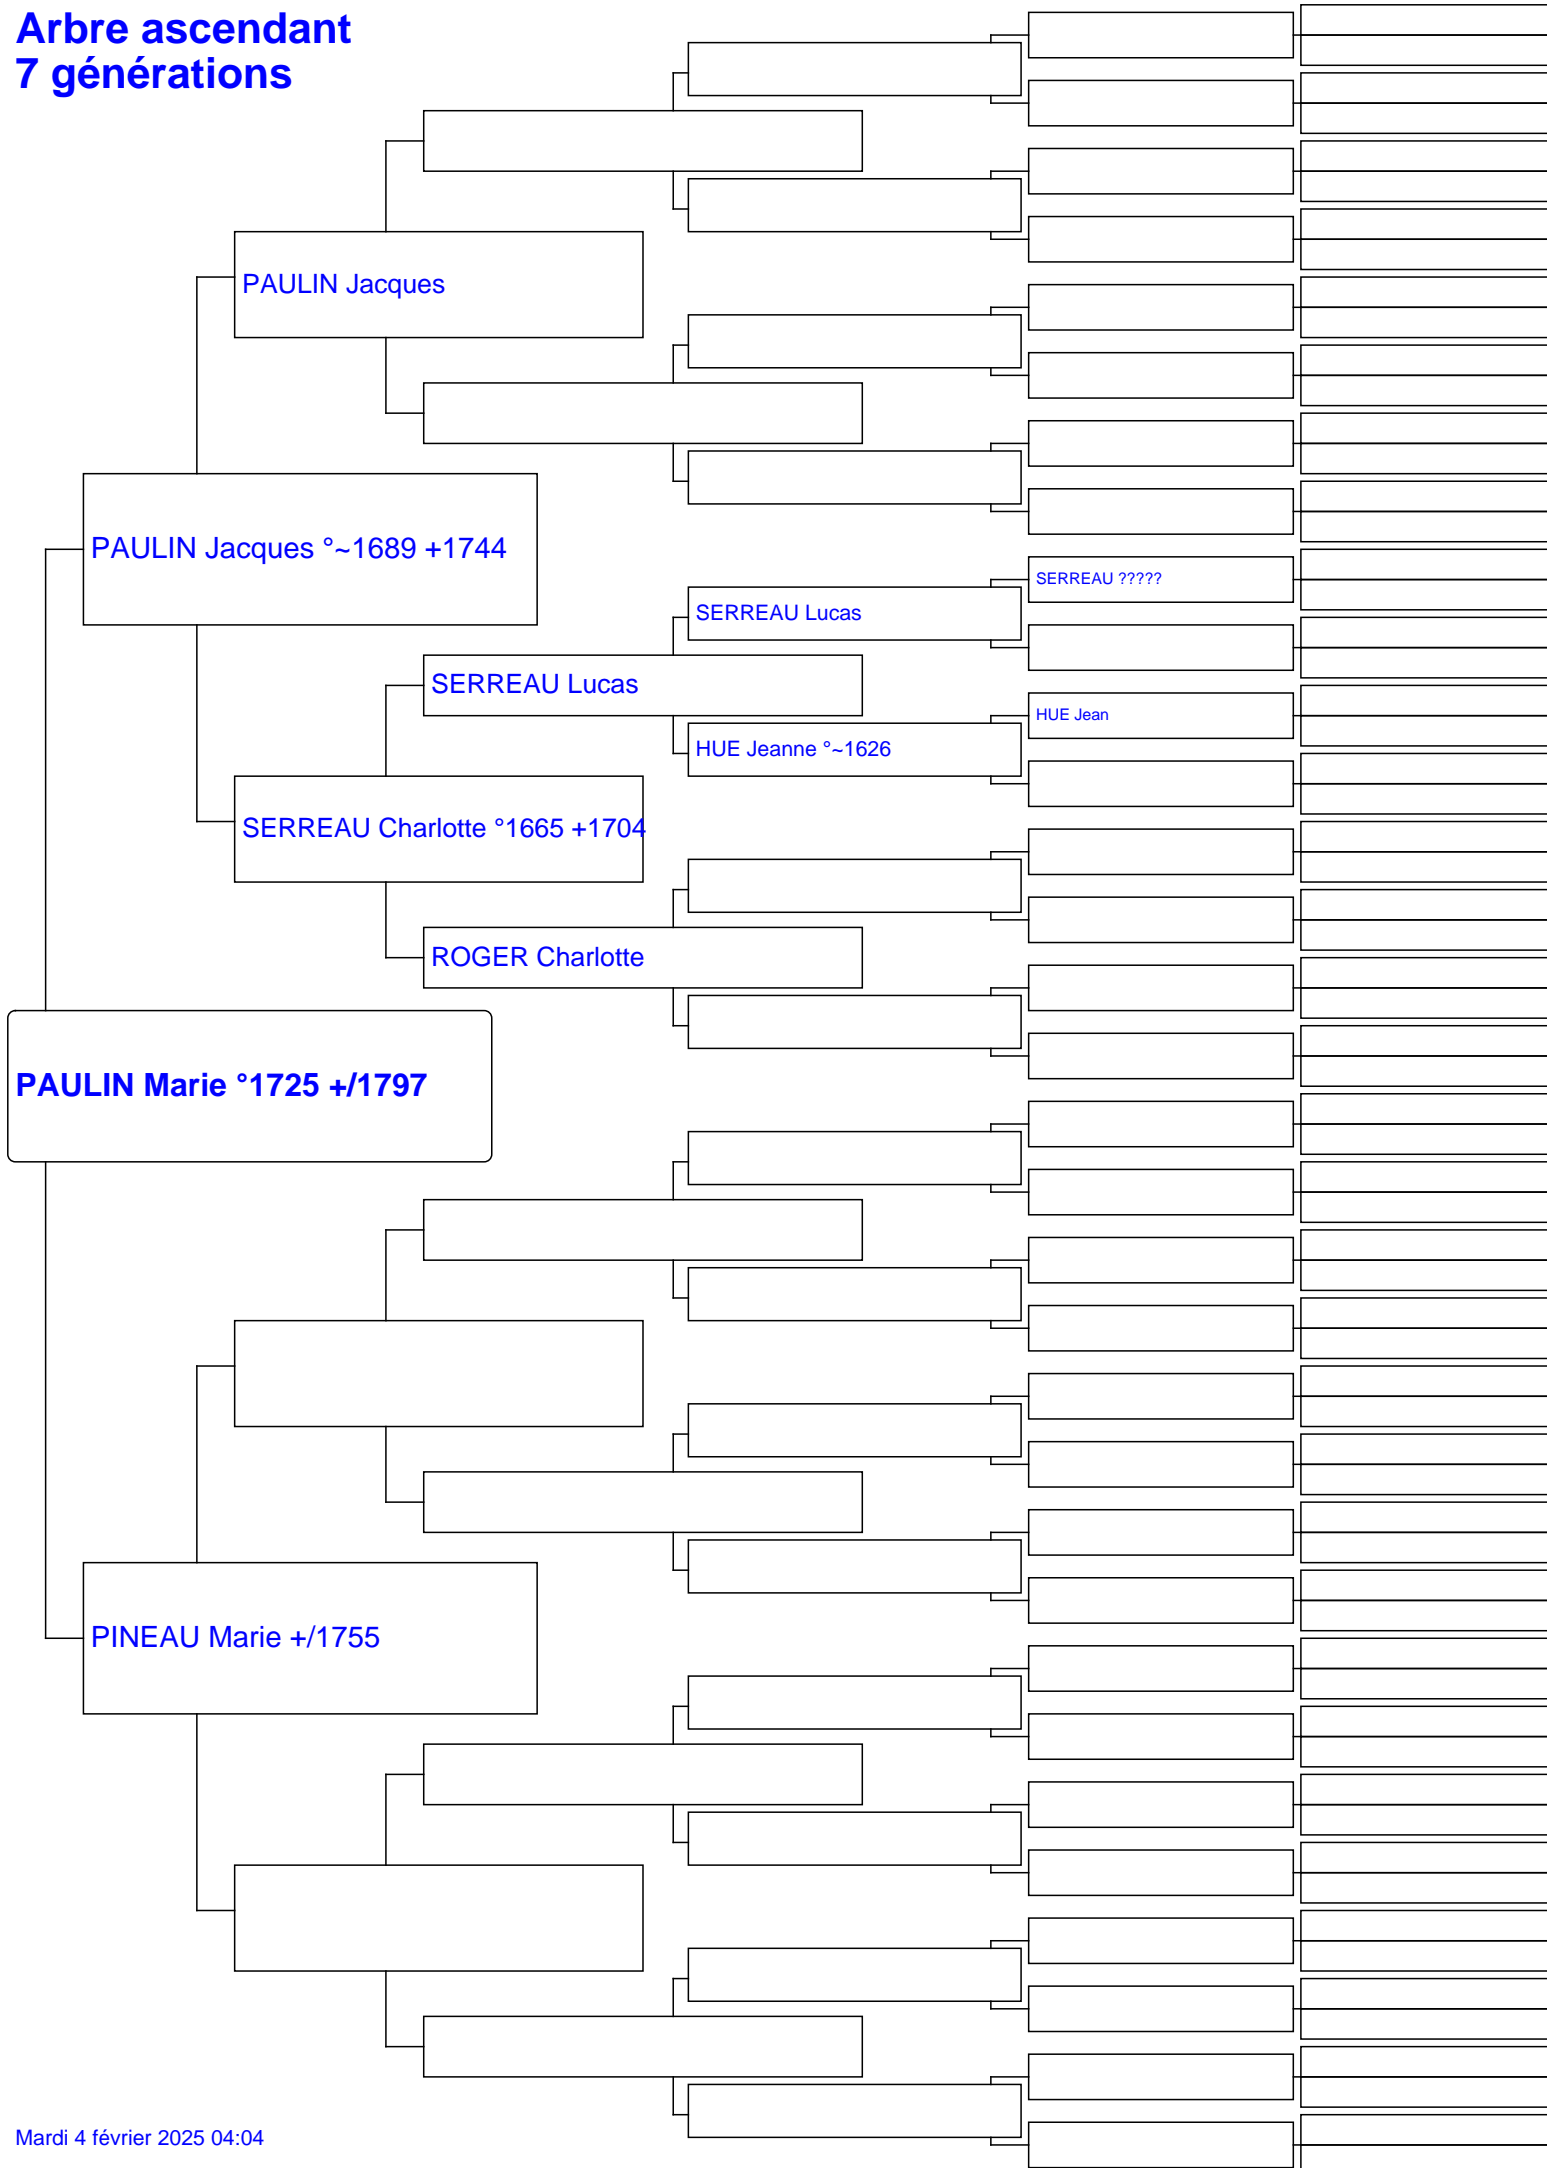 Arbre ascendant
7 générations
PAULIN Jacques
PAULIN Jacques °~1689 +1744
SERREAU ?????
SERREAU Lucas
SERREAU Lucas
HUE Jean
HUE Jeanne °~1626
SERREAU Charlotte °1665 +1704
ROGER Charlotte
PAULIN Marie °1725 +/1797
PINEAU Marie +/1755
Mardi 4 février 2025 04:04